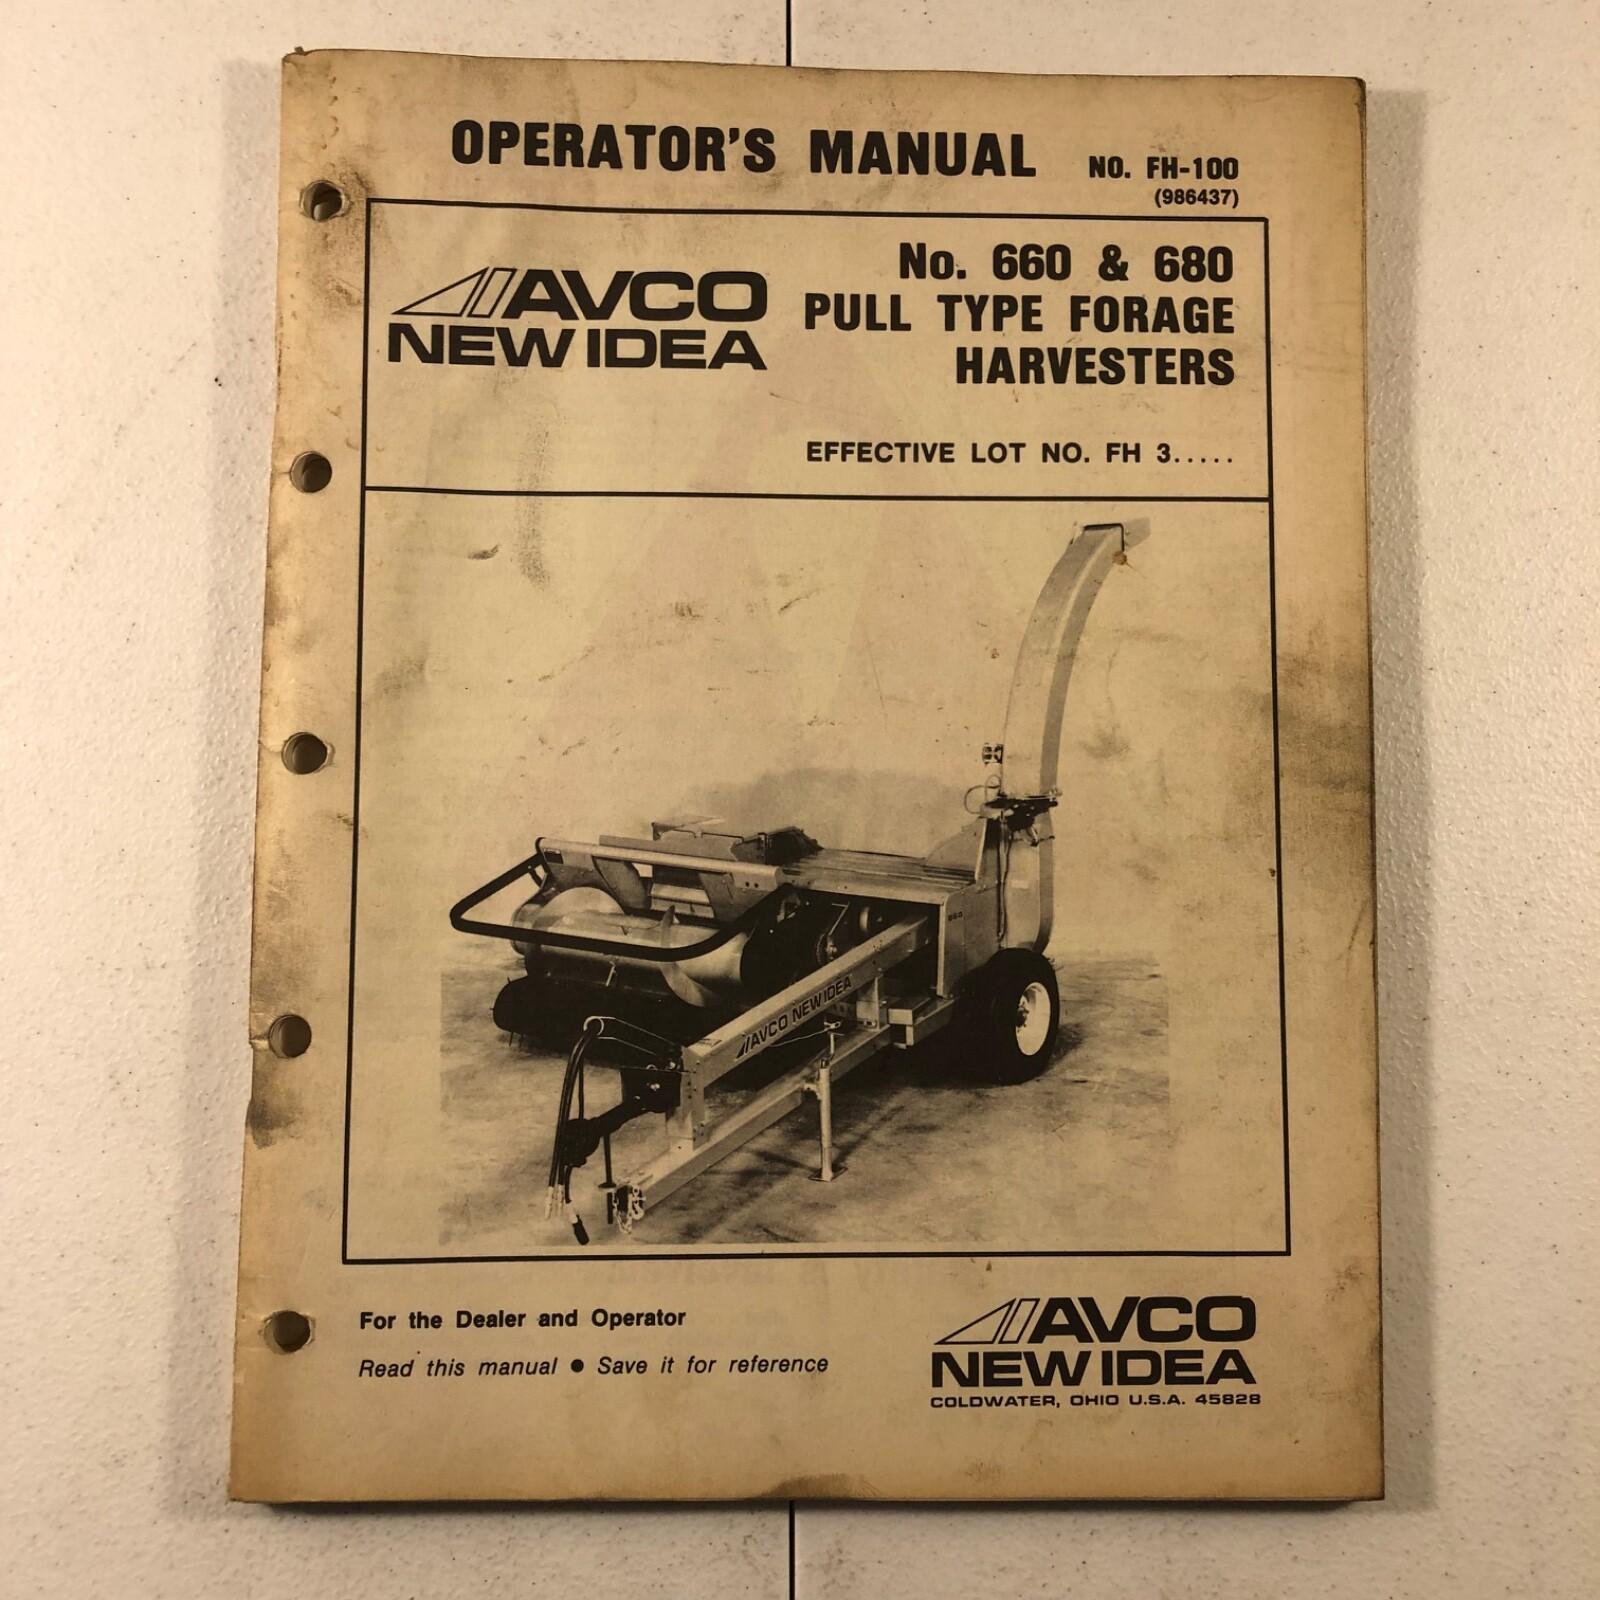 OPERATOR'S MANUAL NO. FH-100
(986437)
AVCO
NEW IDEA
No. 660 & 680
PULL TYPE FORAGE
HARVESTERS
EFFECTIVE LOT NO. FH 3.....
660
AVCO NEW IDEA
For the Dealer and Operator
Read this manual ● Save it for reference
AVCO
NEW IDEA
COLDWATER, OHIO U.S.A. 45828